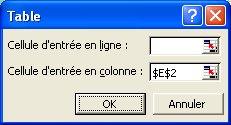 Table
Cellule d'entrée en ligne :
Cellule d'entrée en colonne : $E$2
OK Annuler